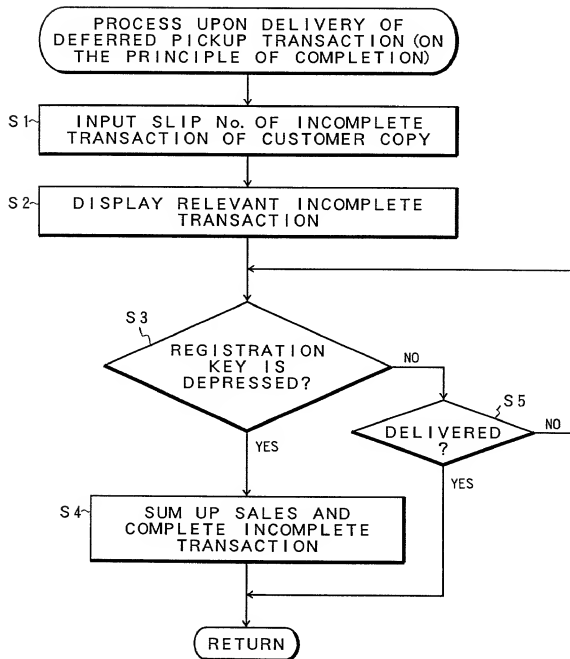 PROCESS UPON DELIVERY OF
DEFERRED PICKUP TRANSACTION (ON
THE PRINCIPLE OF COMPLETION)
S1
INPUT SLIP No. OF INCOMPLETE
TRANSACTION OF CUSTOMER COPY
S2
DISPLAY RELEVANT INCOMPLETE
TRANSACTION
S3
REGISTRATION
KEY IS
DEPRESSED?
NO
YES
S5
DELIVERED
?
NO
YES
S4
SUM UP SALES AND
COMPLETE INCOMPLETE
TRANSACTION
RETURN